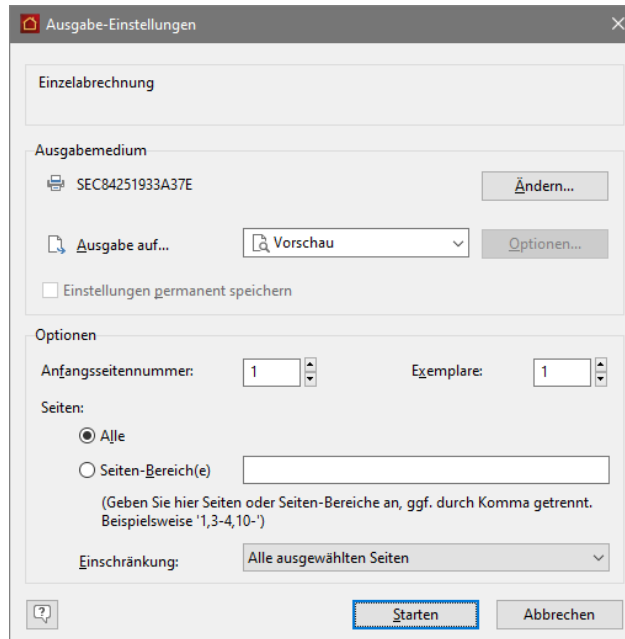 Ausgabe-Einstellungen
Einzelabrechnung
Ausgabemedium
SEC84251933A37E
Ändern...
Ausgabe auf...
Vorschau
Optionen...
Einstellungen permanent speichern
Optionen
Anfangsseitennummer:
1
Exemplare:
1
Seiten:
Alle
Seiten-Bereich(e)
(Geben Sie hier Seiten oder Seiten-Bereiche an, ggf. durch Komma getrennt.
Beispielsweise '1,3-4,10-')
Einschränkung:
Alle ausgewählten Seiten
Starten
Abbrechen